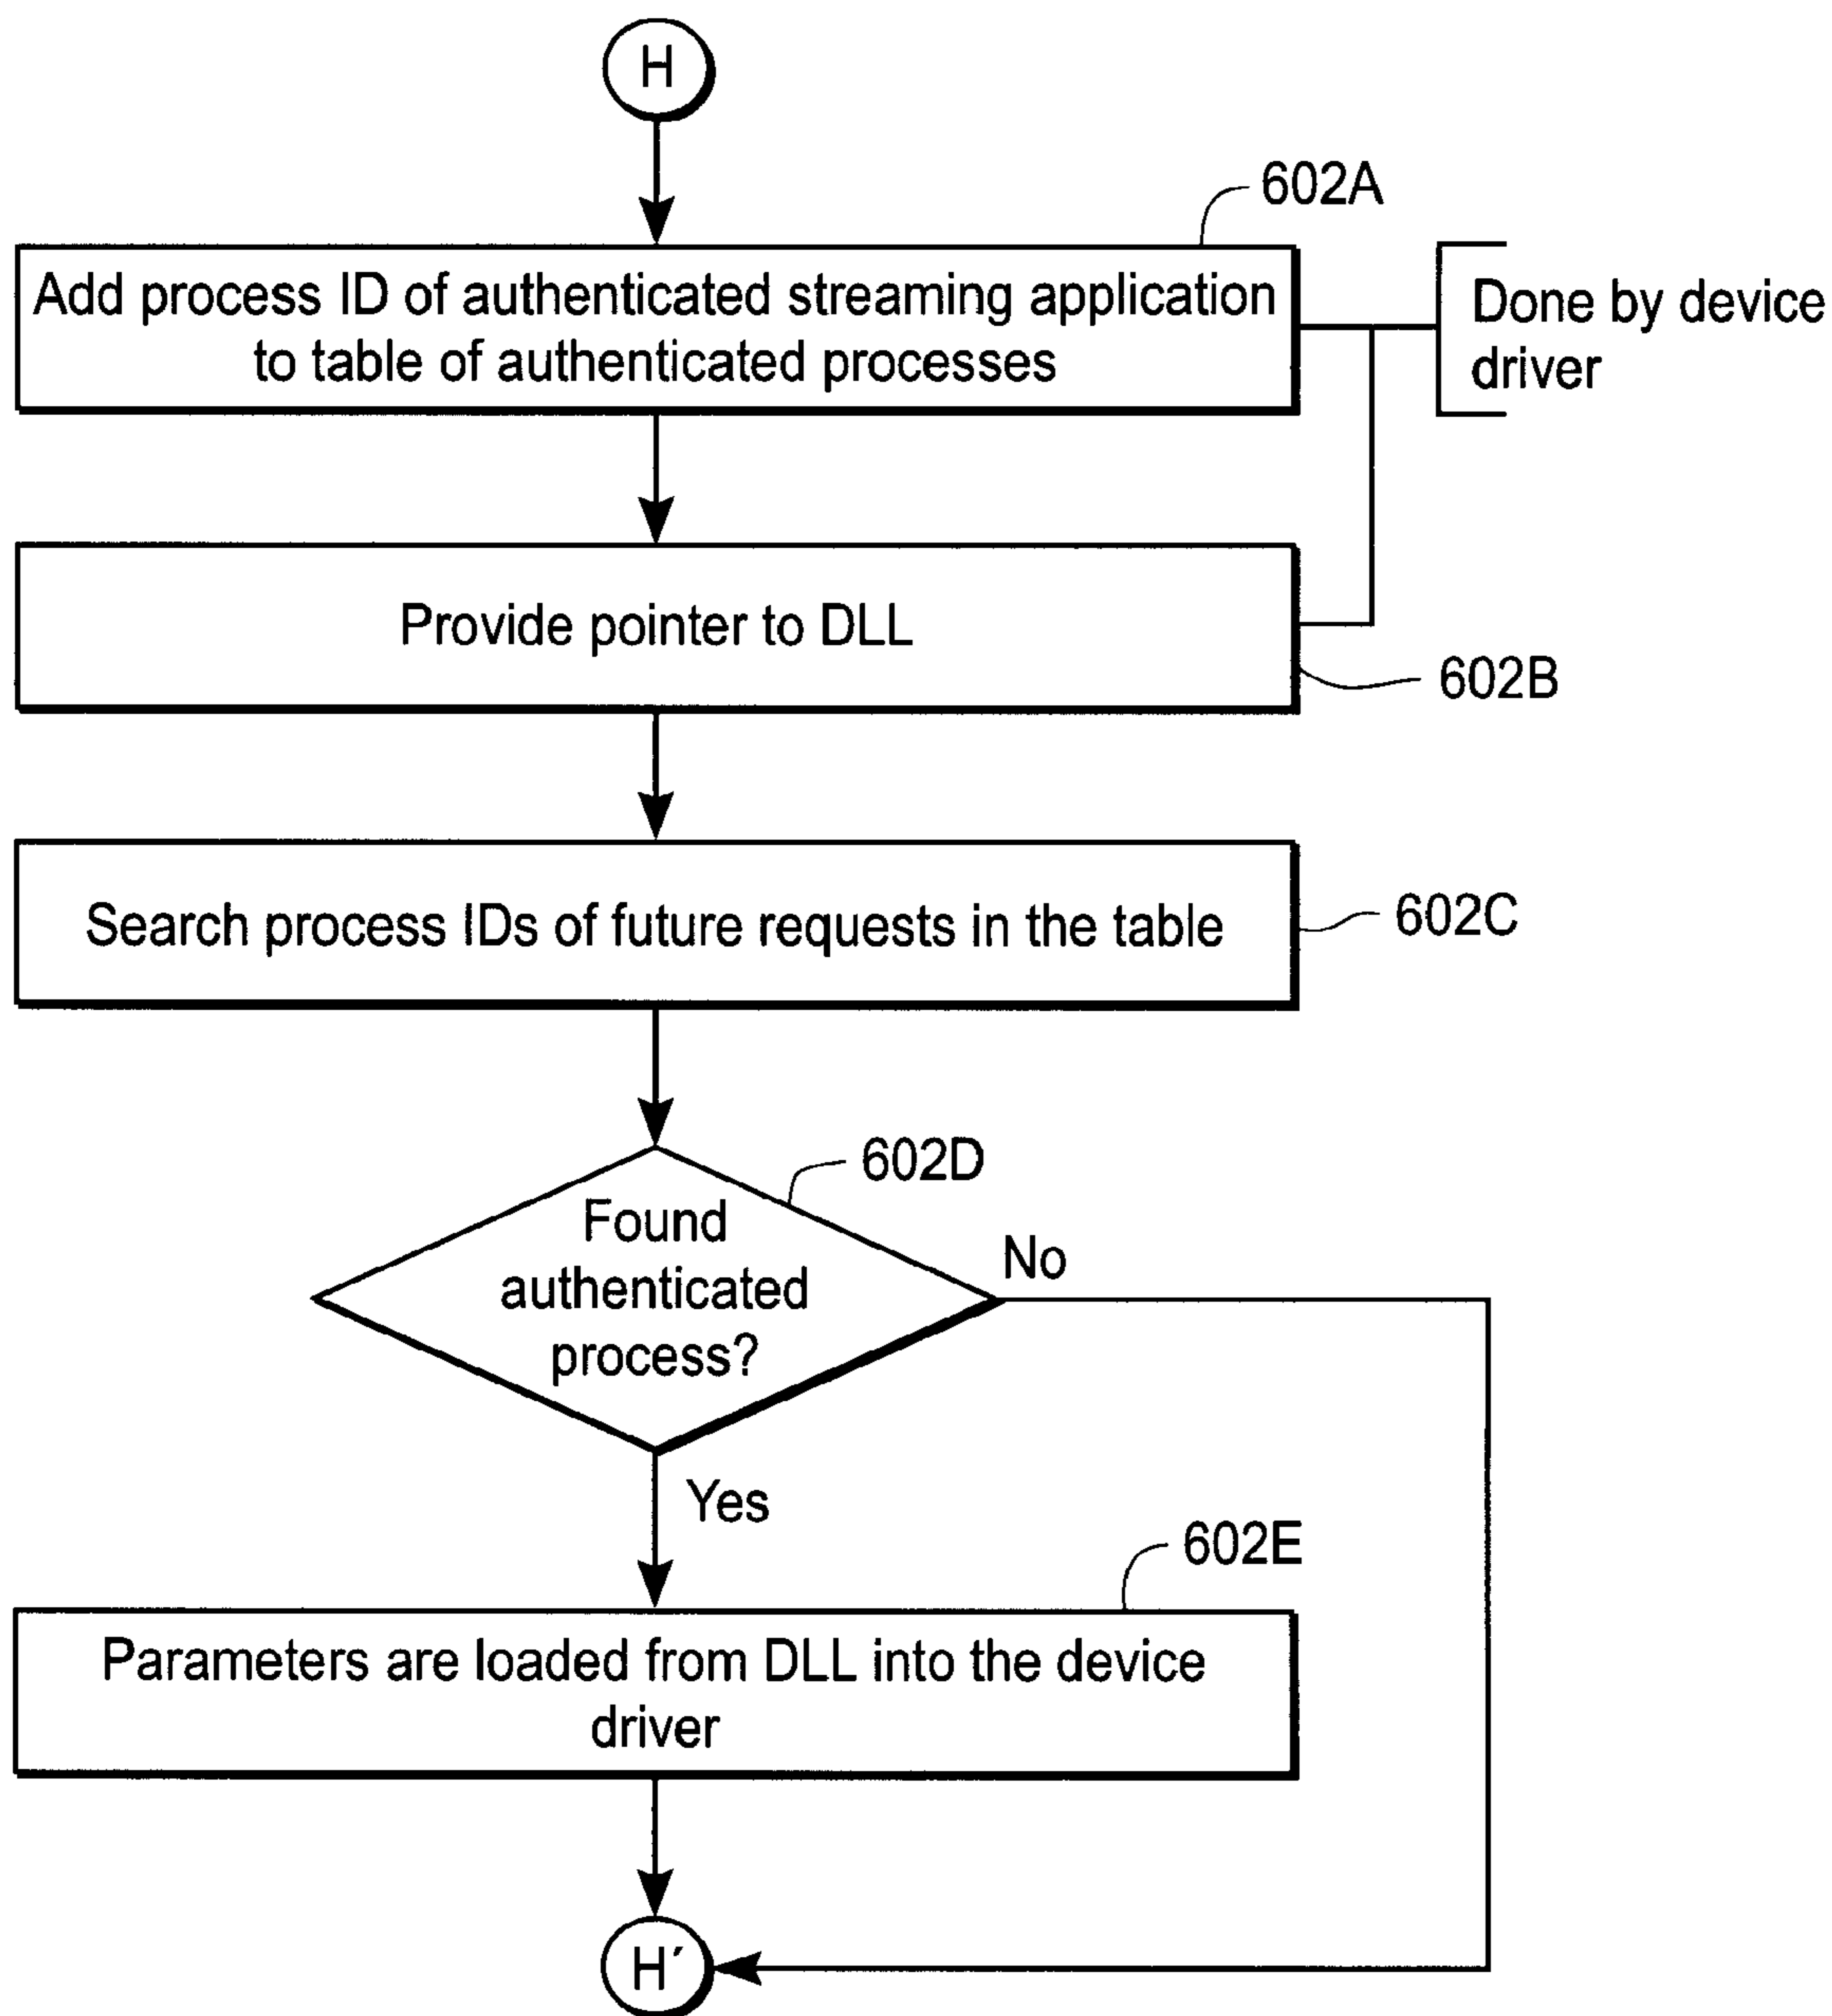 H
602A
Add process ID of authenticated streaming application
to table of authenticated processes
Done by device
driver
Provide pointer to DLL
602B
Search process IDs of future requests in the table
602C
602D
Found
authenticated
process?
No
Yes
602E
Parameters are loaded from DLL into the device
driver
H´